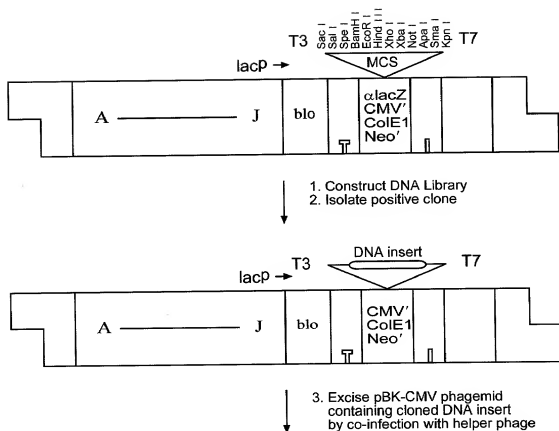 Sac I
Sal I
Spe I
BamH I
EcoR I
Hind III
Xho I
Xba I
Not I
Apa I
Sma I
Kpn I
T3
T7
MCS
lacp →
A
J
blo
αlacZ
CMV'
ColE1
Neo'
T
I
1. Construct DNA Library
2. Isolate positive clone
DNA insert
T3
T7
lacp →
A
J
blo
CMV'
ColE1
Neo'
T
I
3. Excise pBK-CMV phagemid
containing cloned DNA insert
by co-infection with helper phage